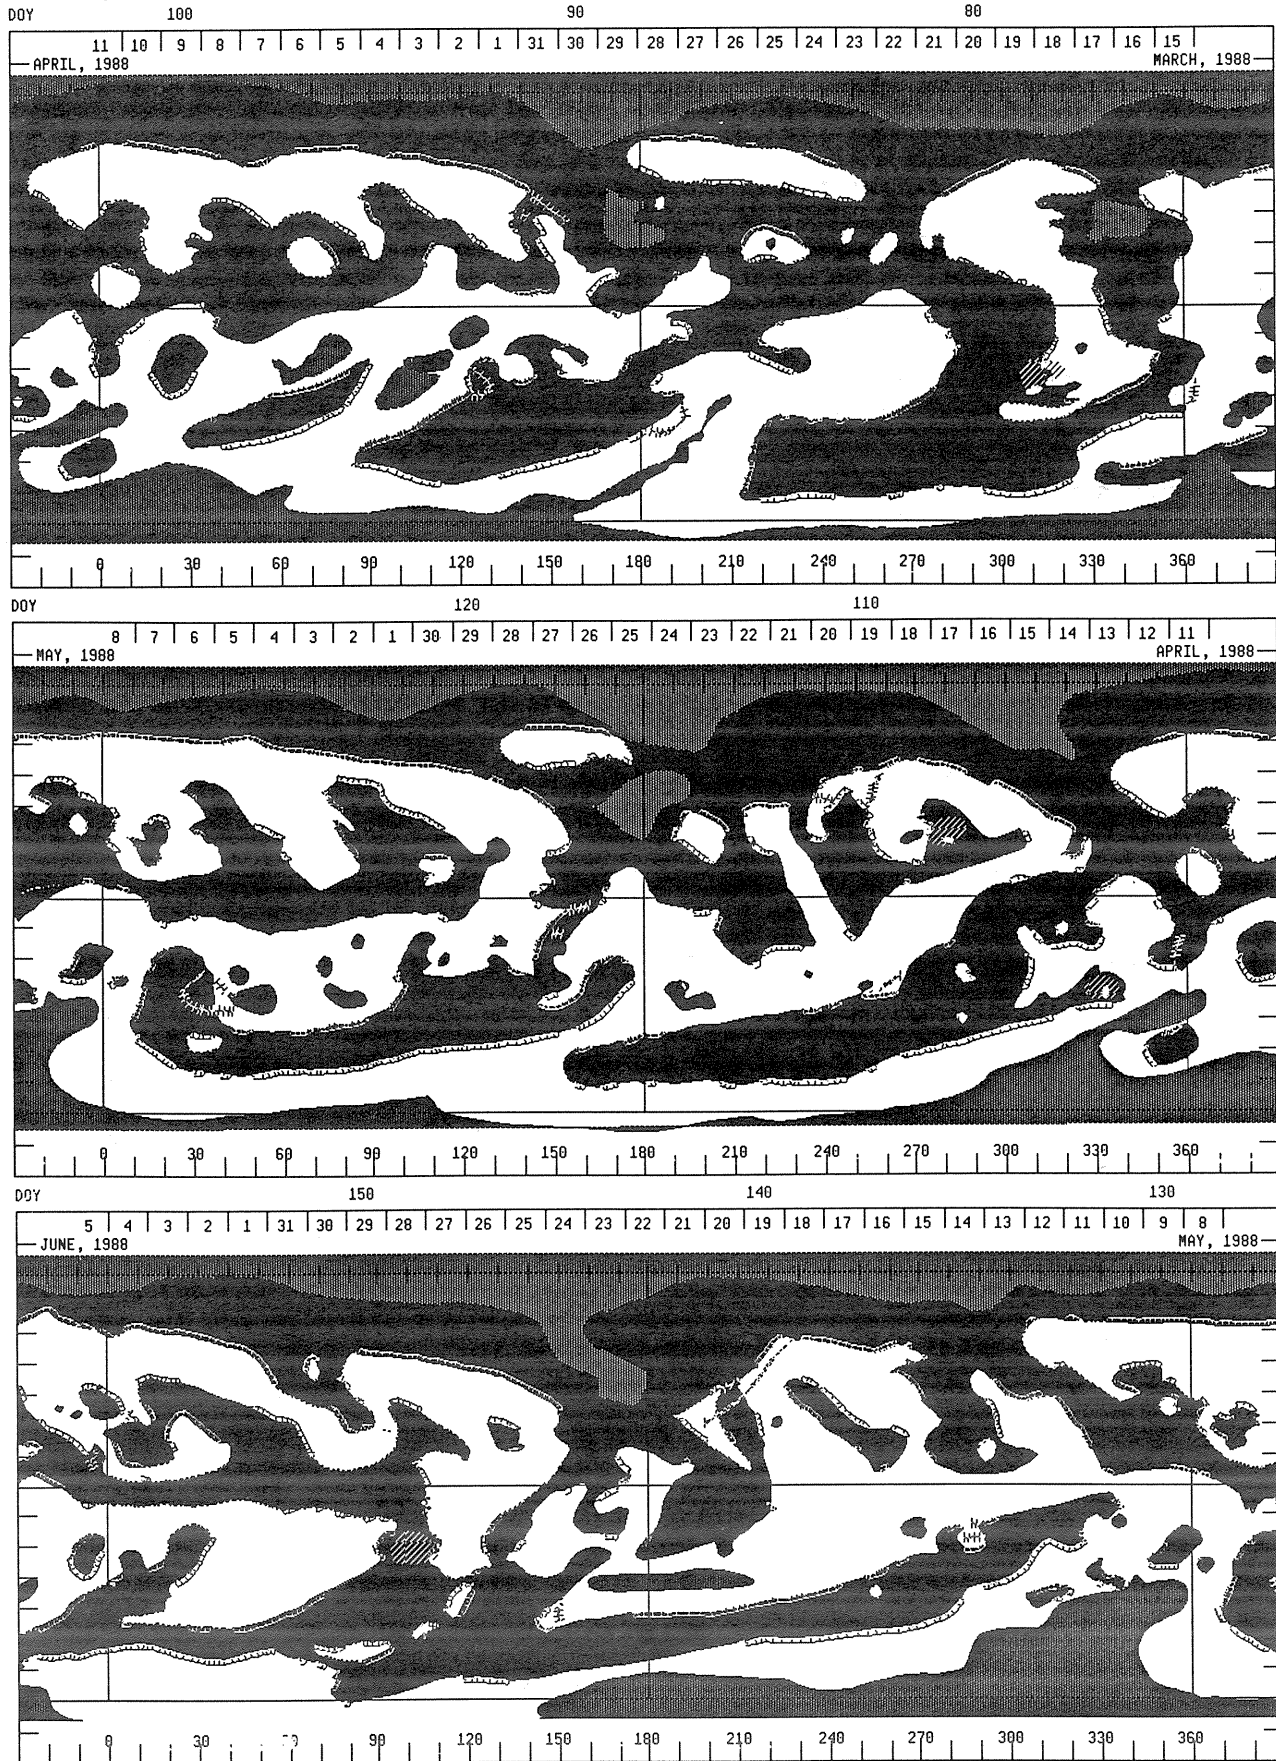 DOY 100 90 80
11 10 9 8 7 6 5 4 3 2 1 31 30 29 28 27 26 25 24 23 22 21 20 19 18 17 16 15
APRIL, 1988 MARCH, 1988
0 30 60 90 120 150 180 210 240 270 300 330 360
DOY 120 110
8 7 6 5 4 3 2 1 30 29 28 27 26 25 24 23 22 21 20 19 18 17 16 15 14 13 12 11
MAY, 1988 APRIL, 1988
0 30 60 90 120 150 180 210 240 270 300 330 360
DOY 150 140 130
5 4 3 2 1 31 30 29 28 27 26 25 24 23 22 21 20 19 18 17 16 15 14 13 12 11 10 9 8
JUNE, 1988 MAY, 1988
0 30 90 120 150 180 210 240 270 300 330 360